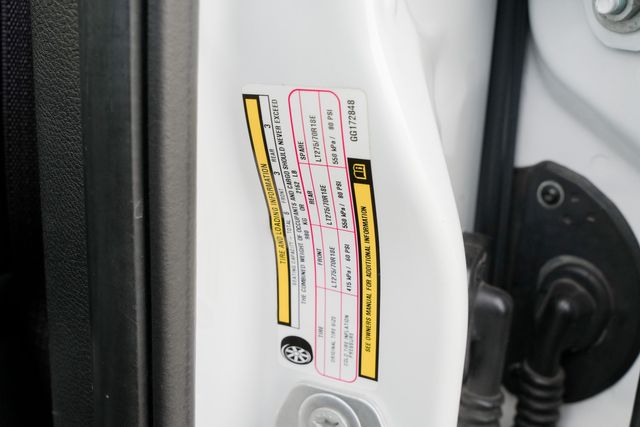 TIRE AND LOADING INFORMATION
SEATING CAPACITY - TOTAL 6 FRONT 3 REAR 3
THE COMBINED WEIGHT OF OCCUPANTS AND CARGO SHOULD NEVER EXCEED
KG OR 2162 LB
TIRE FRONT REAR SPARE
ORIGINAL TIRE SIZE LT275/70R18E LT275/70R18E LT275/70R18E
COLD TIRE INFLATION PRESSURE 415 kPa / 60 PSI 550 kPa / 80 PSI 550 kPa / 80 PSI
SEE OWNERS MANUAL FOR ADDITIONAL INFORMATION
GG172848